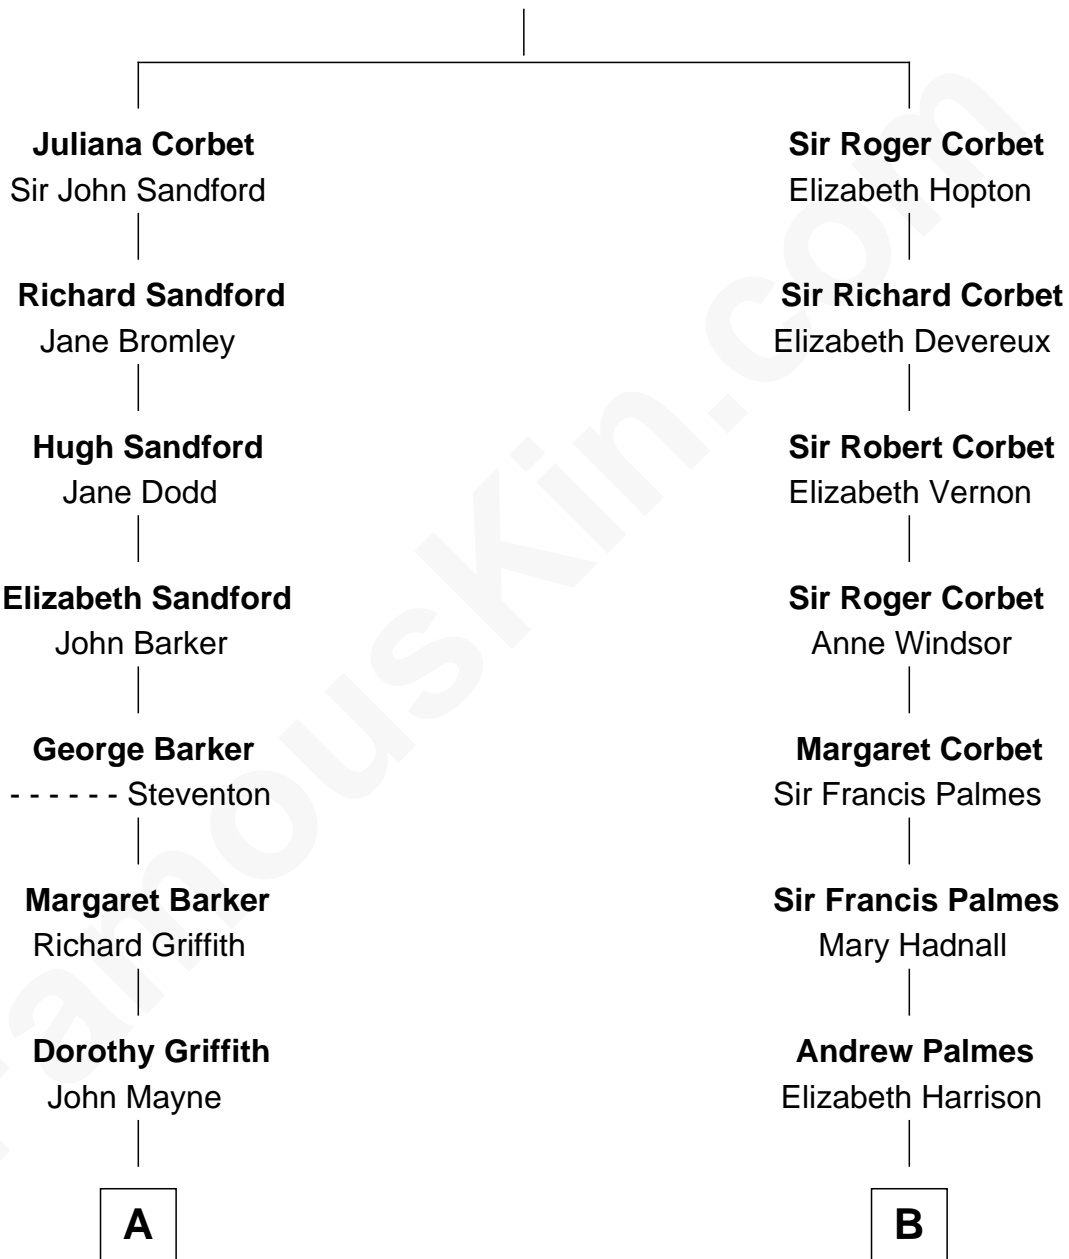 Juliana Corbet
Sir John Sandford
Richard Sandford
Jane Bromley
Hugh Sandford
Jane Dodd
Elizabeth Sandford
John Barker
George Barker
- - - - - - Steventon
Margaret Barker
Richard Griffith
Dorothy Griffith
John Mayne
A
Sir Roger Corbet
Elizabeth Hopton
Sir Richard Corbet
Elizabeth Devereux
Sir Robert Corbet
Elizabeth Vernon
Sir Roger Corbet
Anne Windsor
Margaret Corbet
Sir Francis Palmes
Sir Francis Palmes
Mary Hadnall
Andrew Palmes
Elizabeth Harrison
B
FamousKin.com